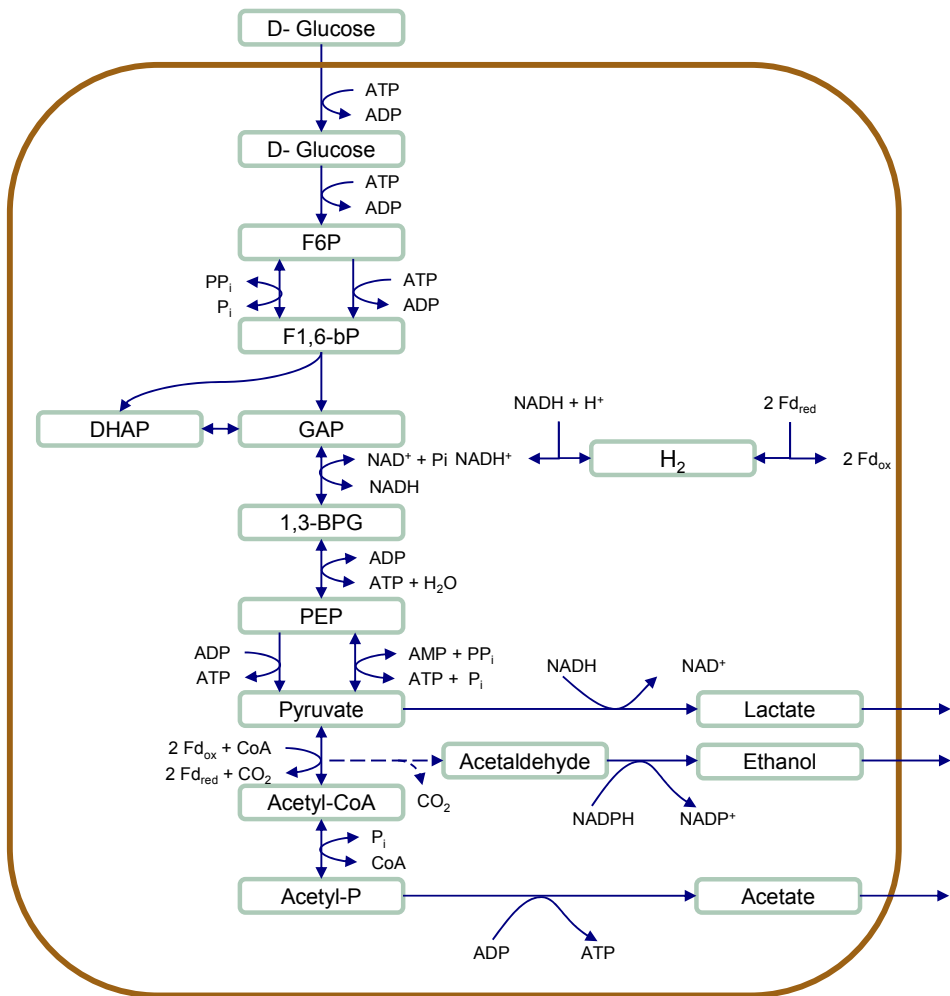 D- Glucose
ATP
ADP
D- Glucose
ATP
ADP
F6P
PPi
Pi
ATP
ADP
F1,6-bP
DHAP
GAP
NADH + H⁺
2 Fdred
NAD⁺ + Pi
NADH⁺
H₂
2 Fdox
NADH
1,3-BPG
ADP
ATP + H₂O
PEP
ADP
ATP
AMP + PPi
ATP + Pi
NADH
NAD⁺
Pyruvate
Lactate
2 Fdox + CoA
2 Fdred + CO₂
Acetaldehyde
Ethanol
CO₂
NADPH
NADP⁺
Acetyl-CoA
Pi
CoA
Acetyl-P
Acetate
ADP
ATP